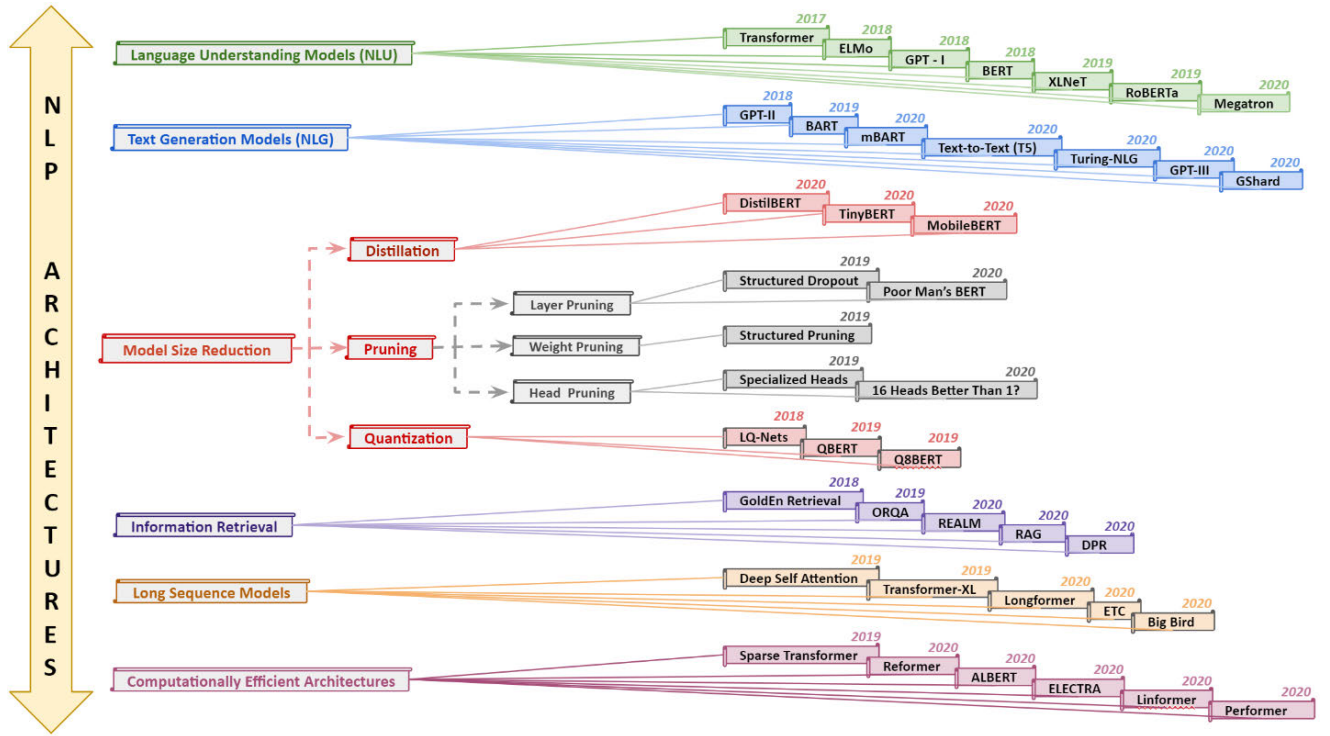 NLP ARCHITECTURES
Language Understanding Models (NLU)
2017
Transformer
2018
ELMo
2018
GPT - I
2018
BERT
2019
XLNeT
2019
RoBERTa
2020
Megatron
Text Generation Models (NLG)
2018
GPT-II
2019
BART
2020
mBART
2020
Text-to-Text (T5)
2020
Turing-NLG
2020
GPT-III
2020
GShard
Model Size Reduction
Distillation
2020
DistilBERT
2020
TinyBERT
2020
MobileBERT
Pruning
Layer Pruning
2019
Structured Dropout
2020
Poor Man's BERT
Weight Pruning
2019
Structured Pruning
Head Pruning
2019
Specialized Heads
2020
16 Heads Better Than 1?
Quantization
2018
LQ-Nets
2019
QBERT
2019
Q8BERT
Information Retrieval
2018
GoldEn Retrieval
2019
ORQA
2020
REALM
2020
RAG
2020
DPR
Long Sequence Models
2019
Deep Self Attention
2019
Transformer-XL
2020
Longformer
2020
ETC
2020
Big Bird
Computationally Efficient Architectures
2019
Sparse Transformer
2020
Reformer
2020
ALBERT
2020
ELECTRA
2020
Linformer
2020
Performer